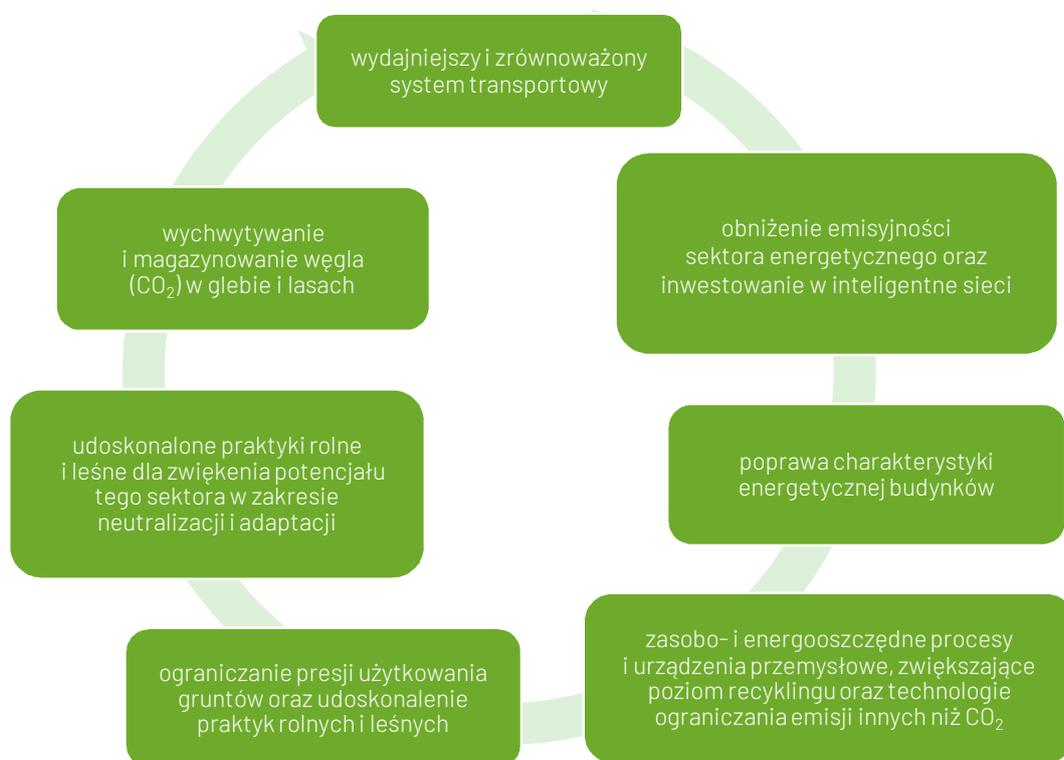 wydajniejszy i zrównoważony
system transportowy
obniżenie emisyjności
sektora energetycznego oraz
inwestowanie w inteligentne sieci
poprawa charakterystyki
energetycznej budynków
zasobo- i energooszczędne procesy
i urządzenia przemysłowe, zwiększające
poziom recyklingu oraz technologie
ograniczania emisji innych niż CO₂
ograniczanie presji użytkowania
gruntów oraz udoskonalenie
praktyk rolnych i leśnych
udoskonalone praktyki rolne
i leśne dla zwiękenia potencjału
tego sektora w zakresie
neutralizacji i adaptacji
wychwytywanie
i magazynowanie węgla
(CO₂) w glebie i lasach